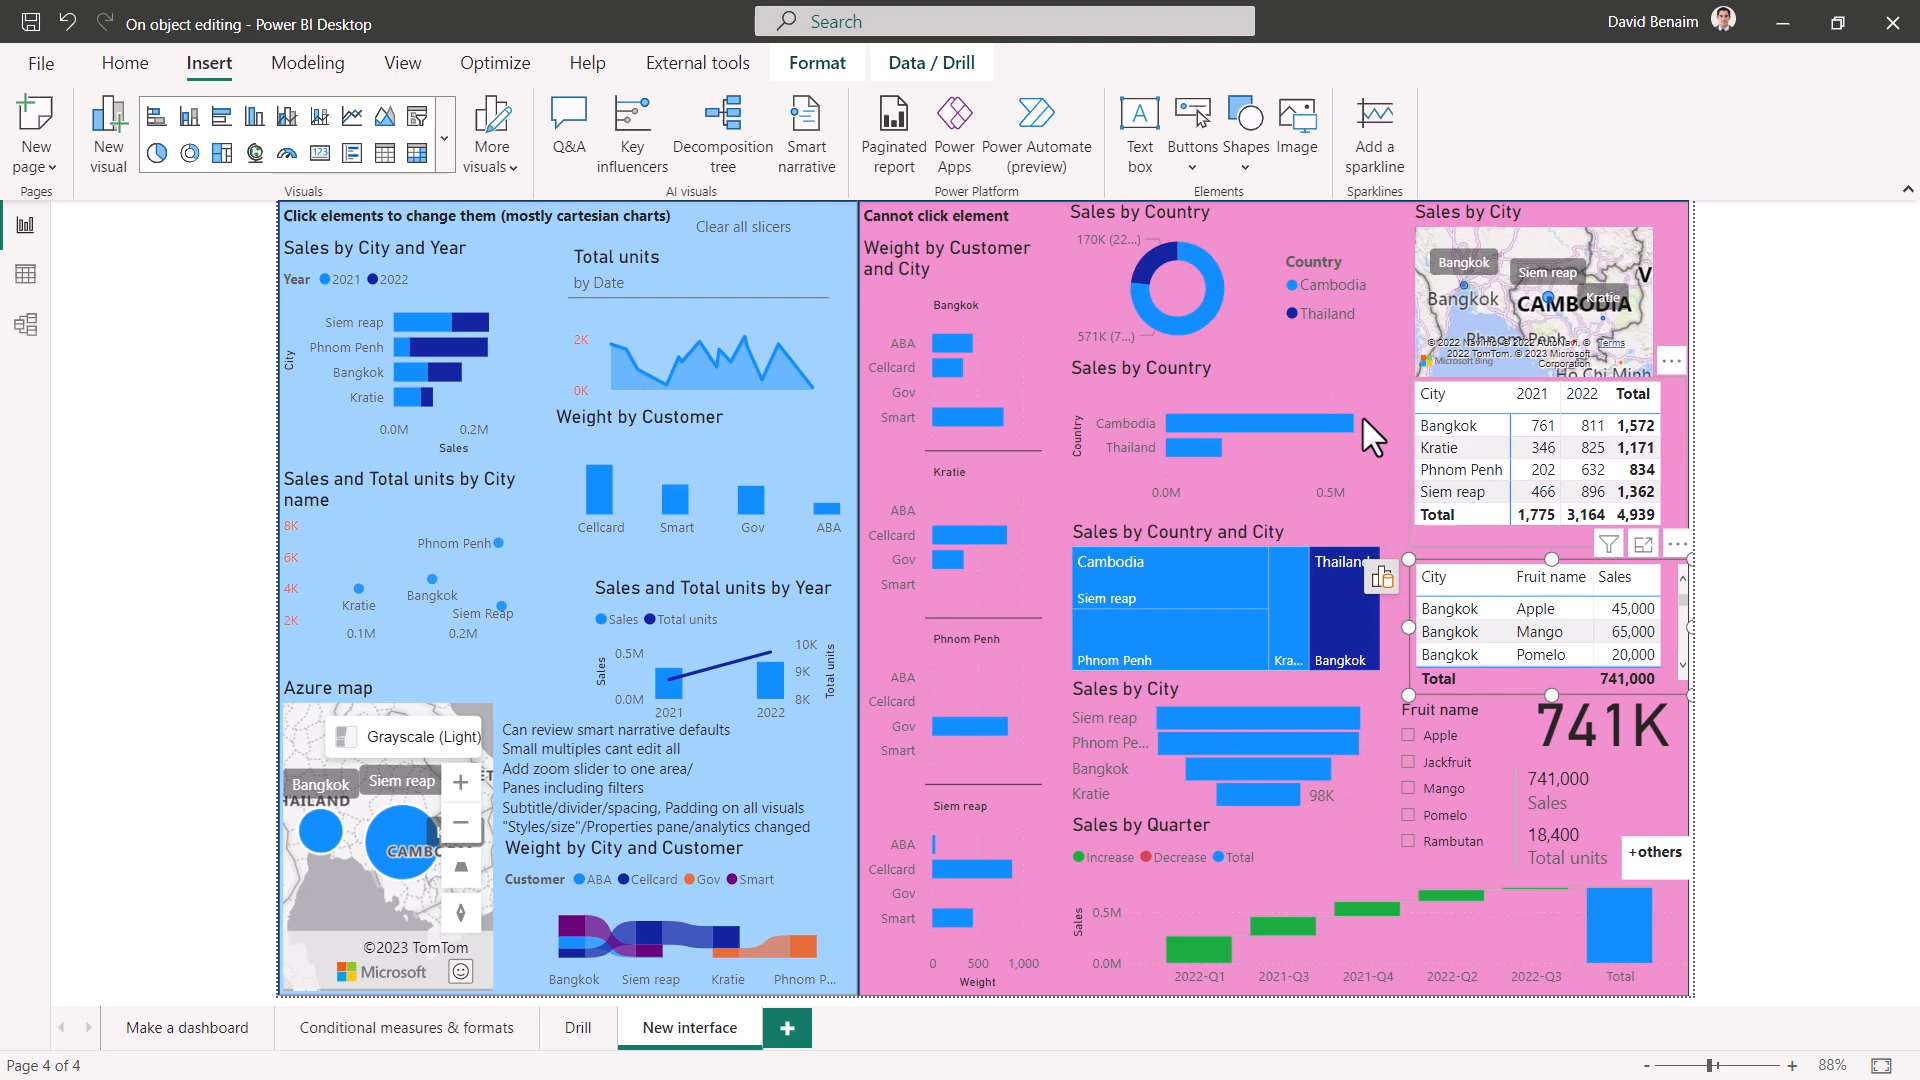 On object editing - Power BI Desktop
Search
David Benaim
File Home Insert Modeling View Optimize Help External tools Format Data / Drill
New page
New visual
More visuals
Q&A
Key influencers
Decomposition tree
Smart narrative
Paginated report
Power Apps
Power Automate (preview)
Text box
Buttons
Shapes
Image
Add a sparkline
Pages
Visuals
AI visuals
Power Platform
Elements
Sparklines
Click elements to change them (mostly cartesian charts)
Clear all slicers
Sales by City and Year
Year 2021 2022
City
Siem reap
Phnom Penh
Bangkok
Kratie
0.0M 0.2M
Sales
Total units
by Date
2K
0K
Weight by Customer
Cellcard Smart Gov ABA
Sales and Total units by City
name
8K
6K
4K
2K
Phnom Penh
Bangkok
Kratie
Siem Reap
0.1M 0.2M
Sales and Total units by Year
Sales Total units
Sales
0.5M
0.0M
10K
9K
8K
Total units
2021 2022
Azure map
Grayscale (Light)
Bangkok
Siem reap
HAILAND
CAMBO
©2023 TomTom
Microsoft
Can review smart narrative defaults
Small multiples cant edit all
Add zoom slider to one area/
Panes including filters
Subtitle/divider/spacing, Padding on all visuals
"Styles/size"/Properties pane/analytics changed
Weight by City and Customer
Customer ABA Cellcard Gov Smart
Bangkok Siem reap Kratie Phnom P...
Cannot click element
Weight by Customer
and City
Bangkok
ABA
Cellcard
Gov
Smart
Kratie
ABA
Cellcard
Gov
Smart
Phnom Penh
ABA
Cellcard
Gov
Smart
Siem reap
ABA
Cellcard
Gov
Smart
0 500 1,000
Weight
Sales by Country
170K (22...)
571K (7...)
Country
Cambodia
Thailand
Sales by Country
Country
Cambodia
Thailand
0.0M 0.5M
Sales by Country and City
Cambodia
Siem reap
Phnom Penh
Kra...
Thailand
Bangkok
Sales by City
Siem reap
Phnom Pe...
Bangkok
Kratie
98K
Sales by Quarter
Increase Decrease Total
Sales
0.5M
0.0M
2022-Q1 2021-Q3 2021-Q4 2022-Q2 2022-Q3 Total
Sales by City
Bangkok
Siem reap
Kratie
Bangkok
CAMBODIA
V
Terms
2022 TomTom, © 2023 Microsoft
Corporation
Microsoft Bing
Ho Chi Minh
City 2021 2022 Total
Bangkok 761 811 1,572
Kratie 346 825 1,171
Phnom Penh 202 632 834
Siem reap 466 896 1,362
Total 1,775 3,164 4,939
City Fruit name Sales
Bangkok Apple 45,000
Bangkok Mango 65,000
Bangkok Pomelo 20,000
Total 741,000
Fruit name
Apple
Jackfruit
Mango
Pomelo
Rambutan
741K
741,000
Sales
18,400
Total units
+others
Make a dashboard Conditional measures & formats Drill New interface
Page 4 of 4
88%